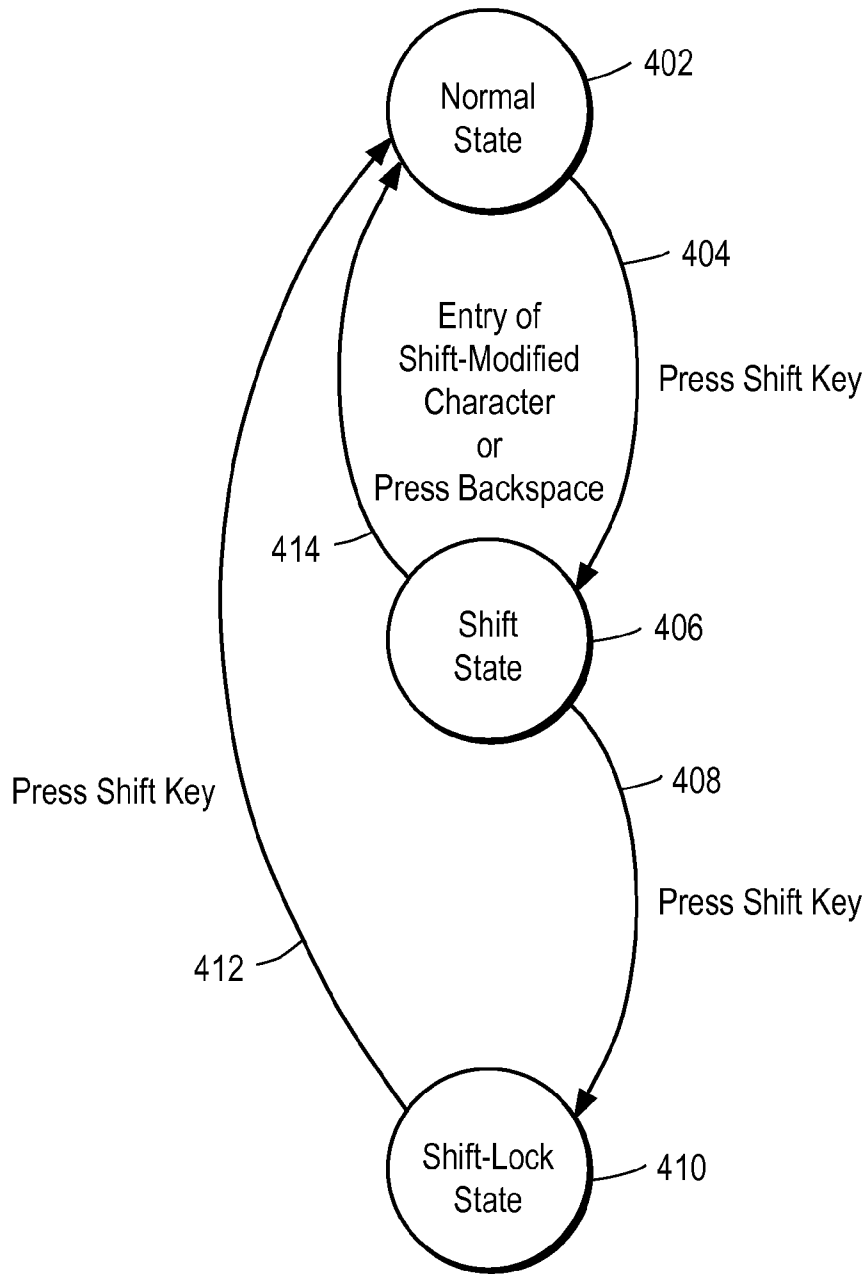 402
Normal
State
404
Entry of
Shift-Modified
Character
or
Press Backspace
Press Shift Key
414
Shift
State
406
408
Press Shift Key
Press Shift Key
412
Shift-Lock
State
410